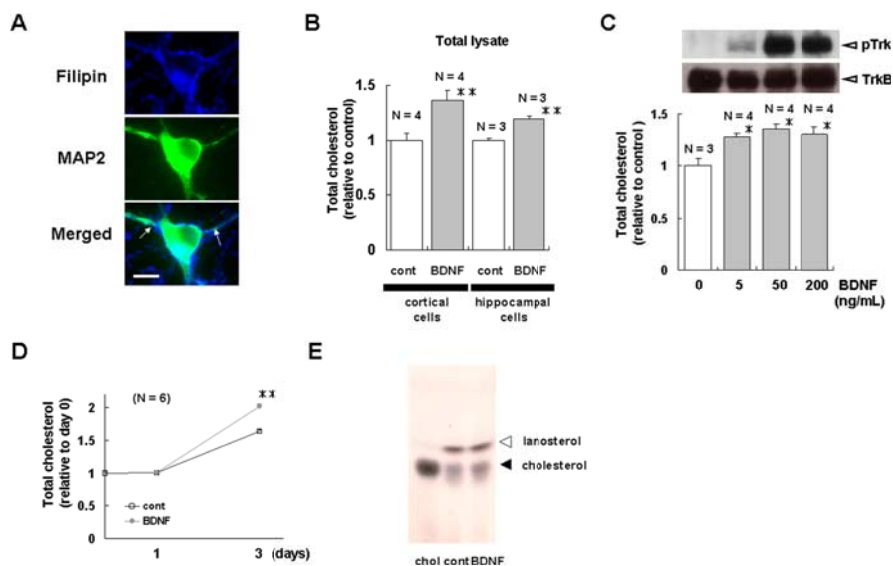 A
Filipin
MAP2
Merged
B
Total lysate
Total cholesterol
(relative to control)
1.5
1
0.5
0
N = 4
N = 4
**
N = 3
N = 3
**
cont BDNF cont BDNF
cortical
cells
hippocampal
cells
C
pTrk
TrkB
Total cholesterol
(relative to control)
1.5
1
0.5
N = 3
N = 4
*
N = 4
*
N = 4
*
0 5 50 200 BDNF
(ng/mL)
D
Total cholesterol
(relative to day 0)
2
1.5
1
1.5
0
(N = 6)
**
cont
BDNF
1 3 (days)
E
lanosterol
cholesterol
chol cont BDNF